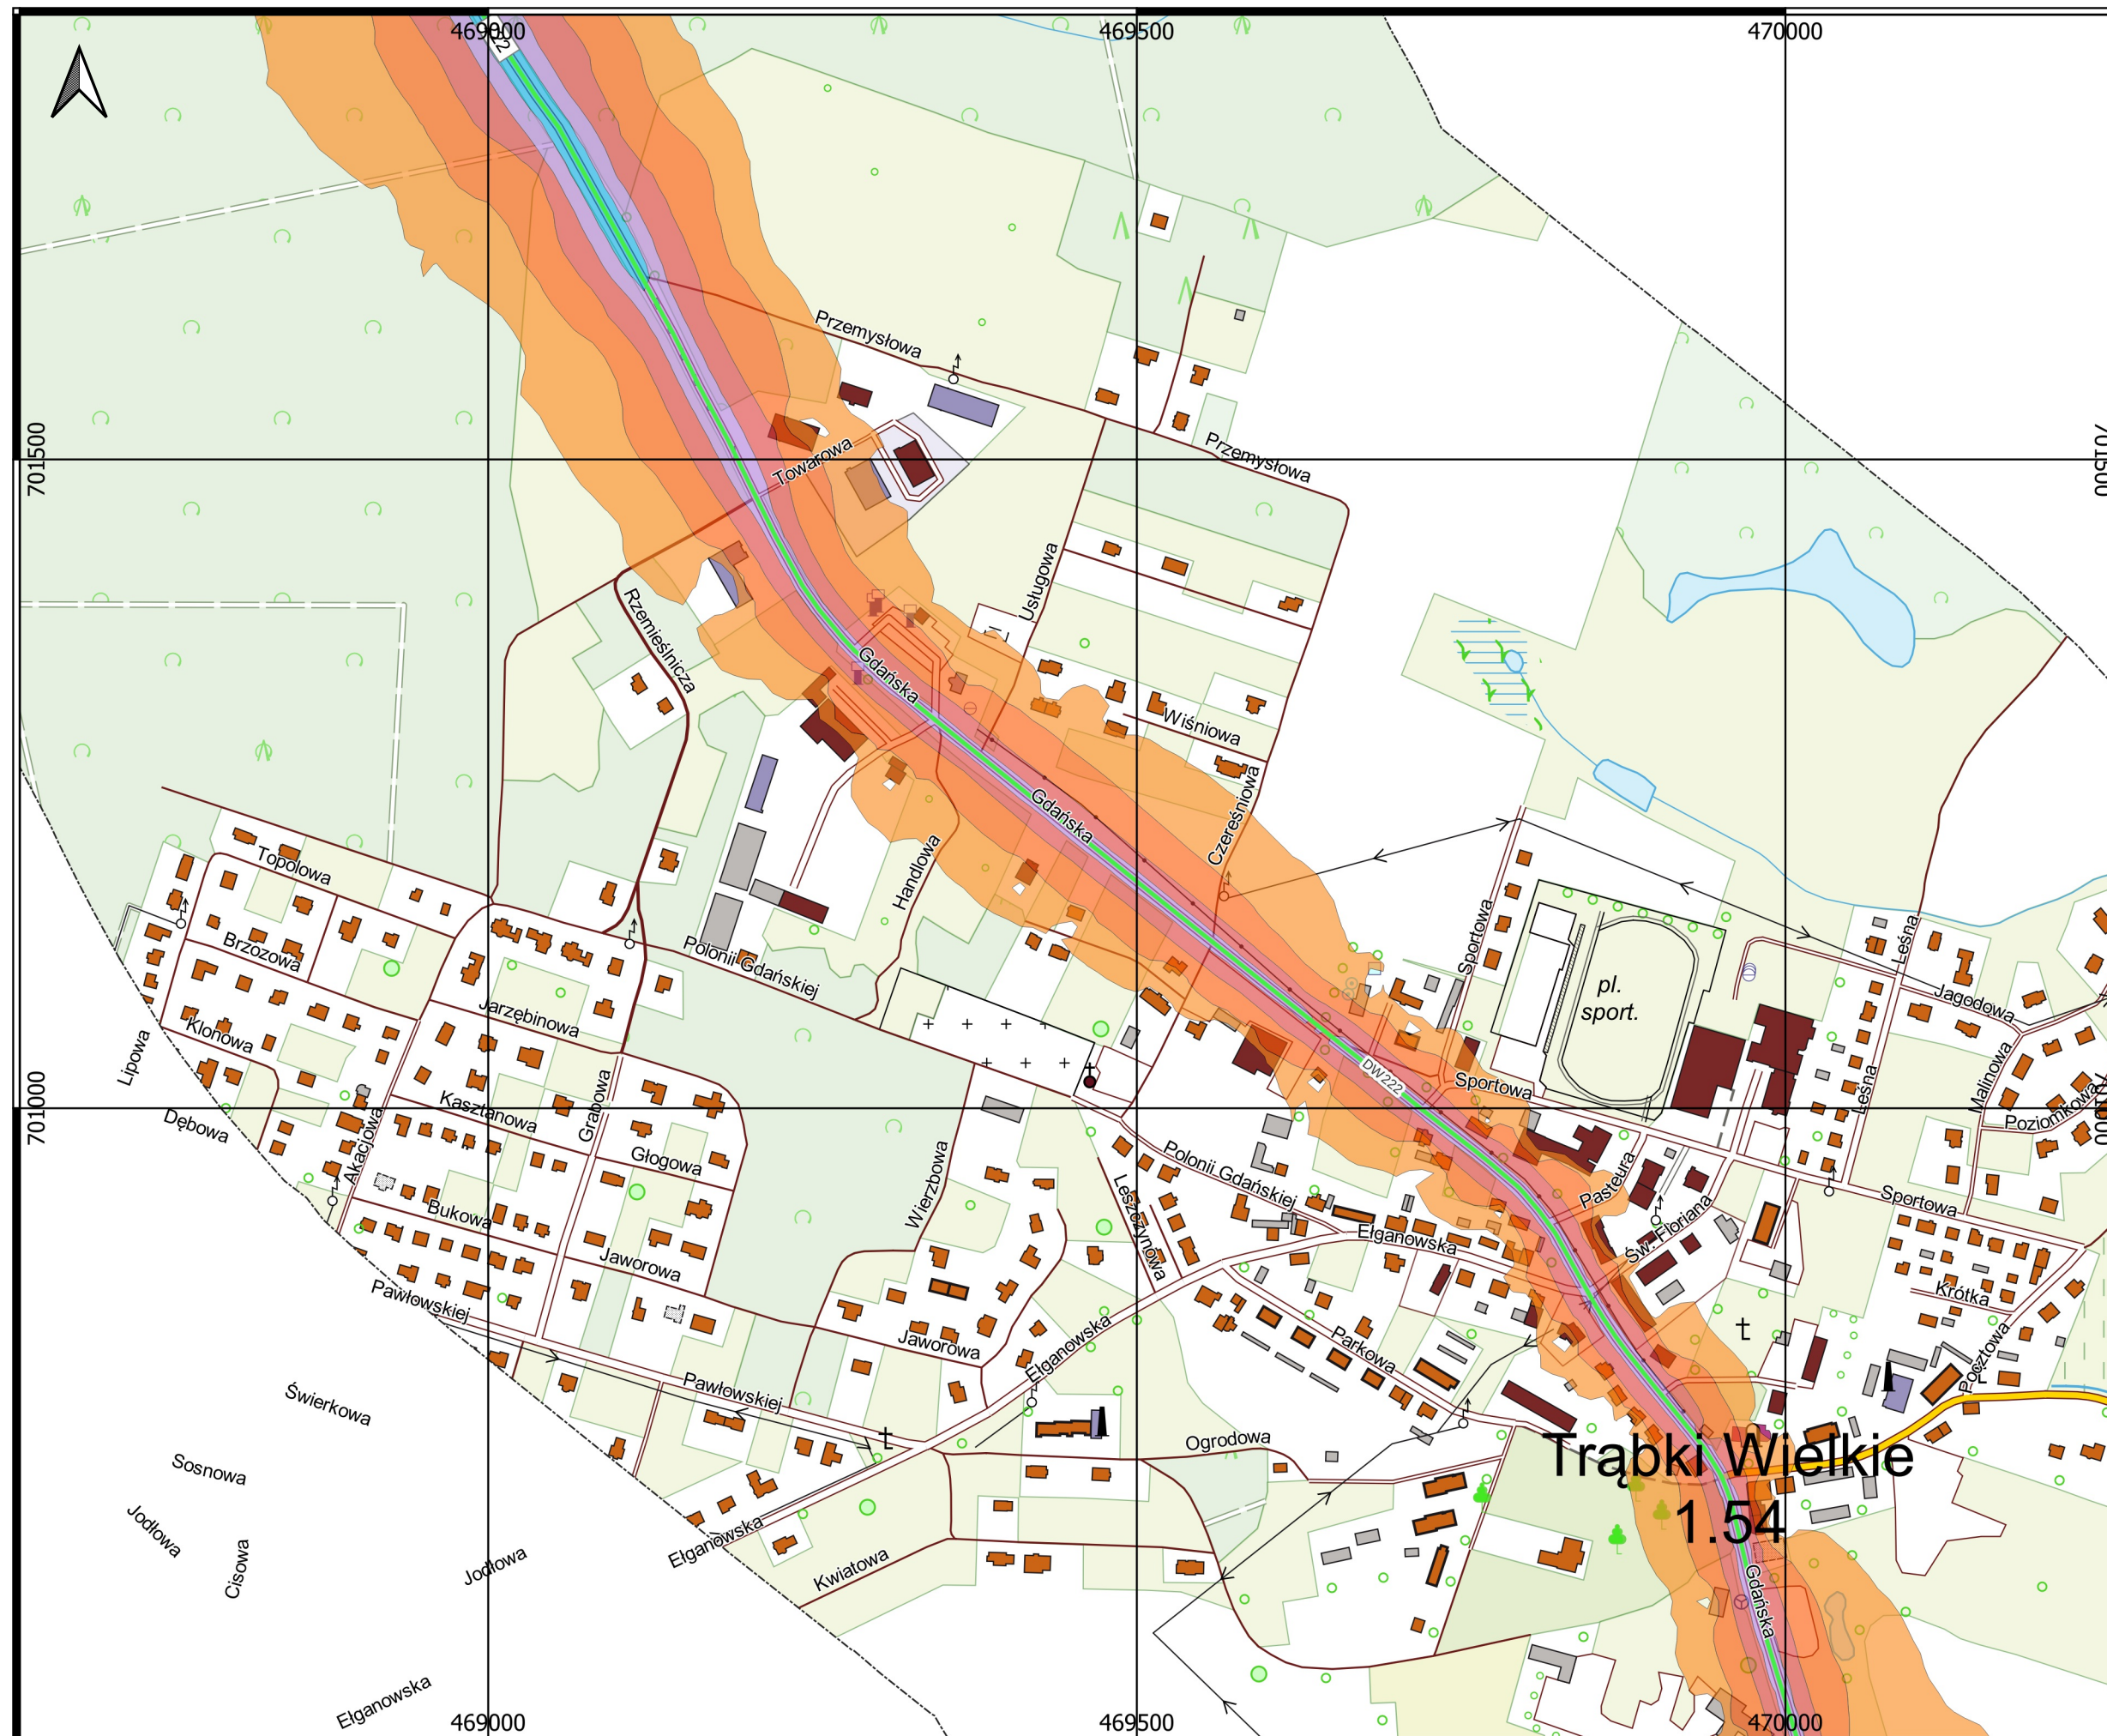 469000
469500
470000
Przemysłowa
701500
701500
Towarowa
Przemysłowa
Usługowa
Rzemieślnicza
Gdańska
Wiśniowa
Gdańska
Czereśniowa
Topolowa
Handlowa
Brzozowa
Polonii Gdańskiej
Sportowa
Leśna
pl.
sport.
Jagodowa
Jarzębinowa
Klonowa
Lipowa
DW222
Sportowa
Leśna
Malinowa
701000
701000
Poziomkowa
Kasztanowa
Grabowa
Dębowa
Akacjowa
Głogowa
Wierzbowa
Polonii Gdańskiej
Leszczynowa
Pasteura
Sportowa
Bukowa
Ełganowska
Św. Floriana
Jaworowa
Krótka
Pawłowskiej
Jaworowa
Ełganowska
Parkowa
Pocztowa
Pawłowskiej
Świerkowa
Ogrodowa
Trąbki Wielkie
1.54
Sosnowa
Jodłowa
Cisowa
Jodłowa
Ełganowska
Kwiatowa
Gdańska
Ełganowska
469000
469500
470000